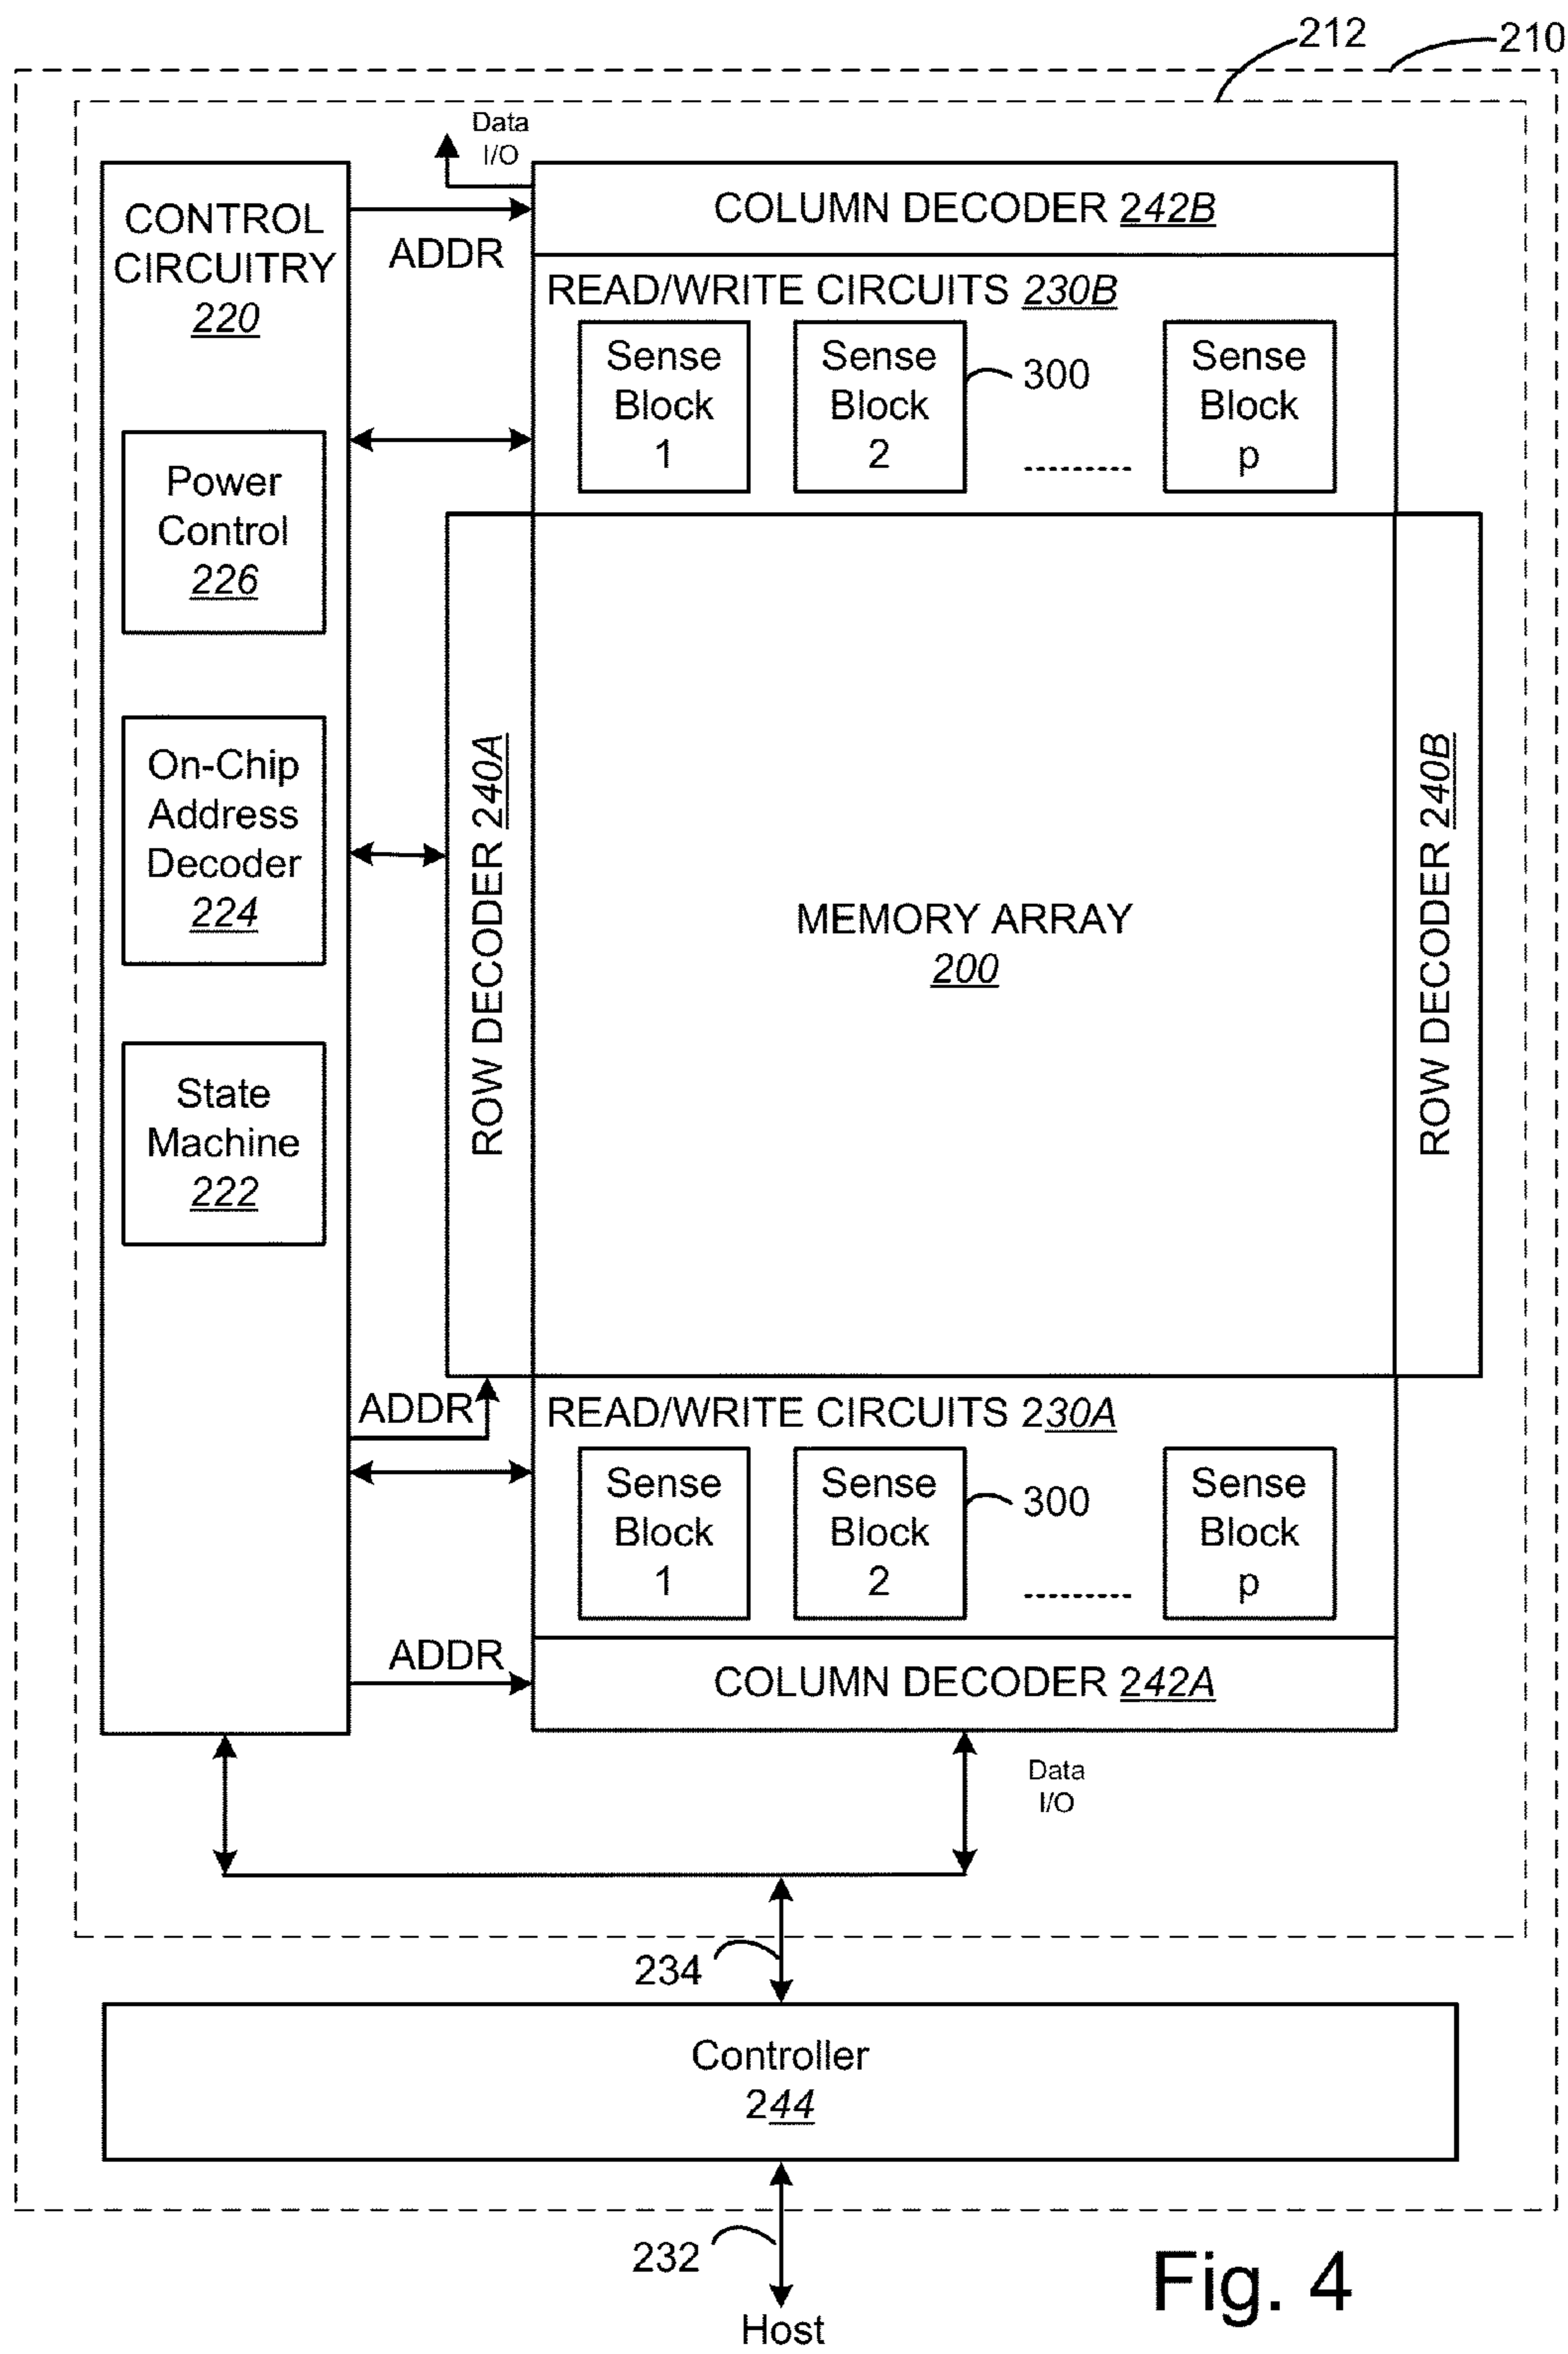 212
210
Data
I/O
CONTROL
CIRCUITRY
220
ADDR
COLUMN DECODER 242B
READ/WRITE CIRCUITS 230B
Sense
Block
1
Sense
Block
2
300
.........
Sense
Block
p
Power
Control
226
On-Chip
Address
Decoder
224
State
Machine
222
ROW DECODER 240A
MEMORY ARRAY
200
ROW DECODER 240B
ADDR
READ/WRITE CIRCUITS 230A
Sense
Block
1
Sense
Block
2
300
.........
Sense
Block
p
ADDR
COLUMN DECODER 242A
Data
I/O
234
Controller
244
232
Host
Fig. 4